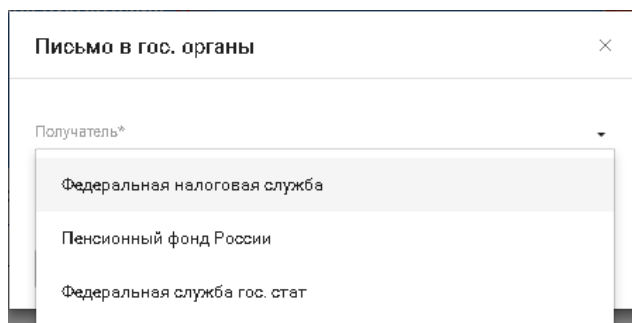 Письмо в гос. органы
Получатель*
Федеральная налоговая служба
Пенсионный фонд России
Федеральная служба гос. стат